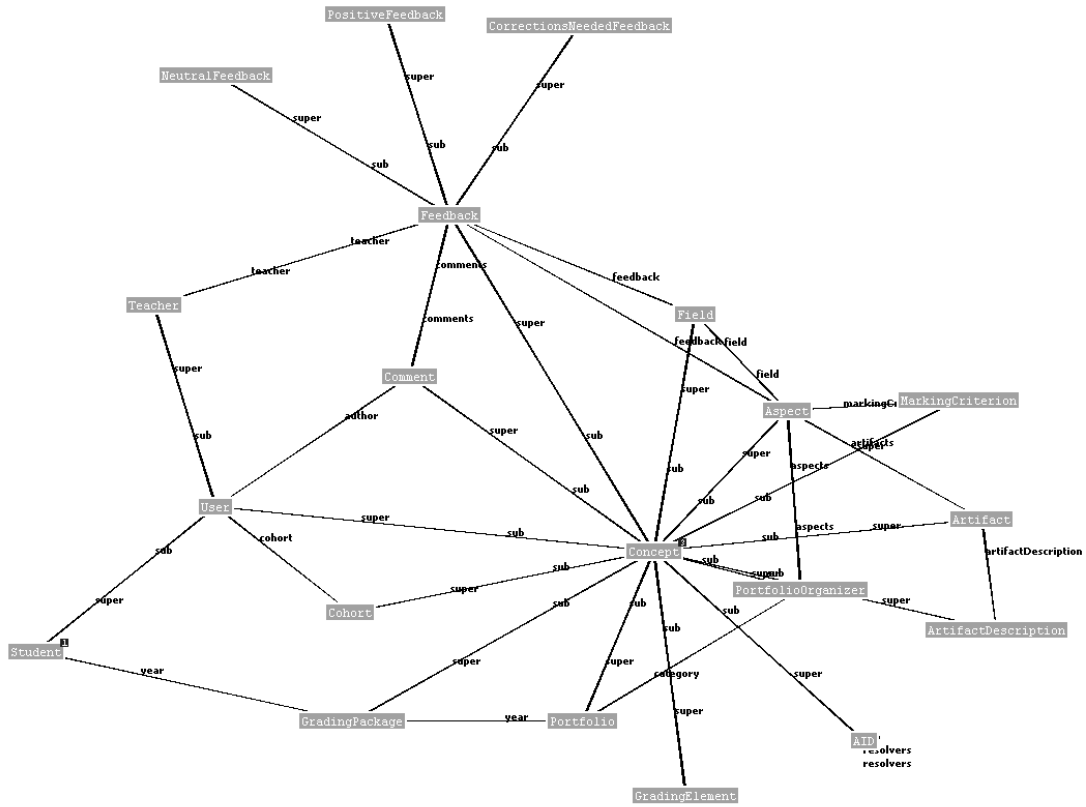 PositiveFeedback
CorrectionsNeededFeedback
NeutralFeedback
super
super
super
sub
sub
sub
Feedback
teacher
teacher
comments
comments
feedback
Teacher
Field
super
super
feedback
field
field
Comment
super
MarkingCriterion
markingCr
Aspect
author
super
sub
sub
artifacts
super
super
aspects
sub
sub
sub
sub
User
super
cohort
sub
aspects
super
sub
Artifact
sub
Concept
artifactDescription
sub
sub
super
sub
PortfolioOrganizer
super
super
sub
sub
sub
super
Cohort
sub
ArtifactDescription
Student
year
super
super
category
super
super
GradingPackage
year
Portfolio
AID
resolvers
resolvers
GradingElement